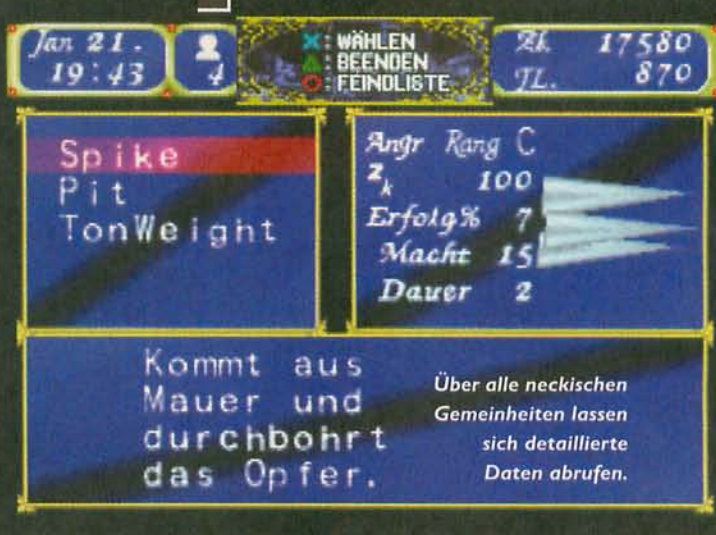 Jan 21.
19:43
4
X: WÄHLEN
△: BEENDEN
O: FEINDLISTE
Zk 17580
TL. 870
Spike
Pit
TonWeight
Angr Rang C
Zk 100
Erfolg% 7
Macht 15
Dauer 2
Kommt aus
Mauer und
durchbohrt
das Opfer.
Über alle neckischen
Gemeinheiten lassen
sich detaillierte
Daten abrufen.